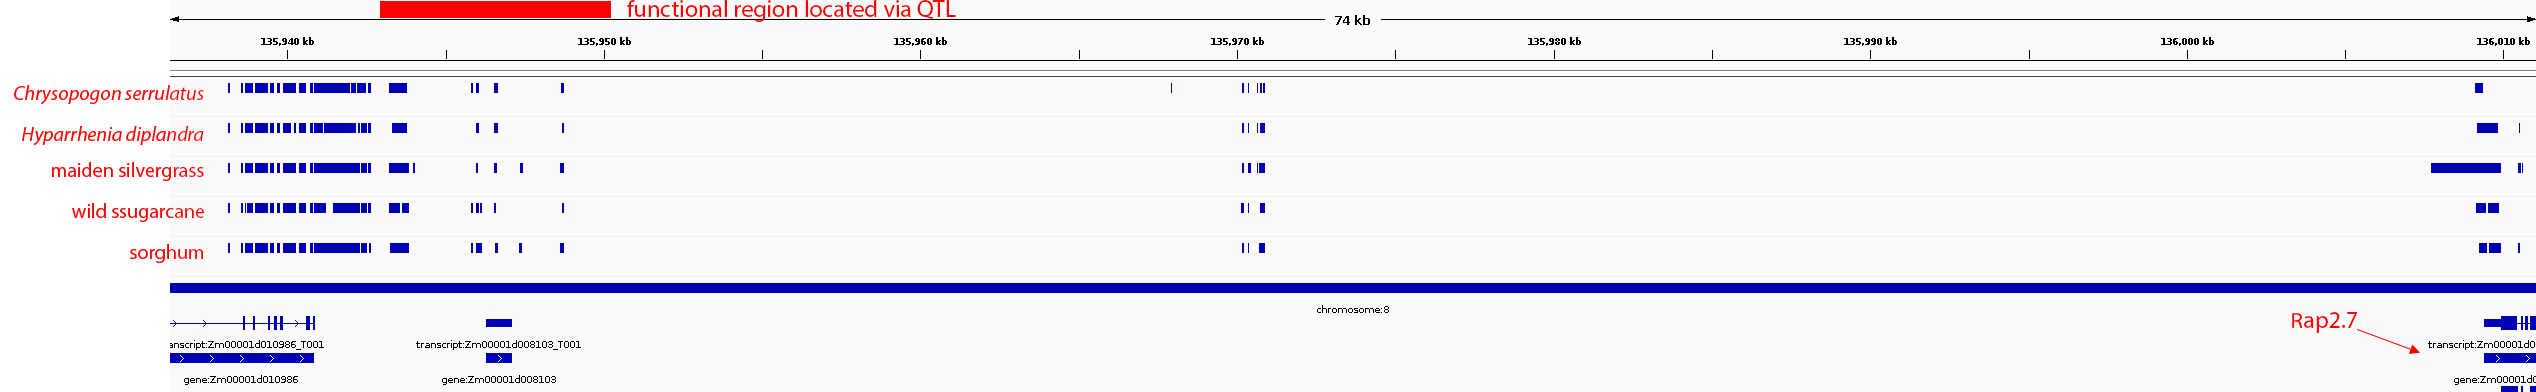 functional region located via QTL
74 kb
135,940 kb 135,950 kb 135,960 kb 135,970 kb 135,980 kb 135,990 kb 136,000 kb 136,010 kb
Chrysopogon serrulatus
Hyparrhenia diplandra
maiden silvergrass
wild ssugarcane
sorghum
chromosome:8
Rap2.7
anscript:Zm00001d010986_T001 transcript:Zm00001d008103_T001 transcript:Zm00001d0
gene:Zm00001d010986 gene:Zm00001d008103 gene:Zm00001d0